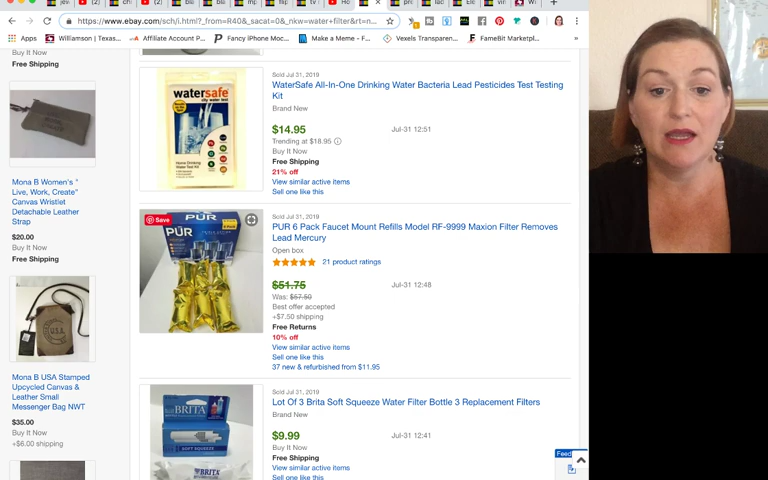 https://www.ebay.com/sch/i.html?_from=R40&_sacat=0&_nkw=water+filter&rt=n...
Apps
Williamson | Texas...
Affiliate Account P...
Fancy iPhone Moc...
Make a Meme - F...
Vexels Transparen...
FameBit Marketpl...
»
Buy It Now
Free Shipping
Mona B Women's "
Live, Work, Create"
Canvas Wristlet
Detachable Leather
Strap
$20.00
Buy It Now
Free Shipping
Mona B USA Stamped
Upcycled Canvas &
Leather Small
Messenger Bag NWT
$35.00
Buy It Now
+$6.00 shipping
Sold Jul 31, 2019
WaterSafe All-In-One Drinking Water Bacteria Lead Pesticides Test Testing
Kit
Brand New
$14.95
Jul-31 12:51
Trending at $18.95
Buy It Now
Free Shipping
21% off
View similar active items
Sell one like this
watersafe
city water test
Save
PUR
PUR
Sold Jul 31, 2019
PUR 6 Pack Faucet Mount Refills Model RF-9999 Maxion Filter Removes
Lead Mercury
Open box
21 product ratings
$51.75
Jul-31 12:48
Was: $57.50
Best offer accepted
+$7.50 shipping
Free Returns
10% off
View similar active items
Sell one like this
37 new & refurbished from $11.95
BRITA
SOFT SQUEEZE
BRITA
Sold Jul 31, 2019
Lot Of 3 Brita Soft Squeeze Water Filter Bottle 3 Replacement Filters
Brand New
$9.99
Jul-31 12:41
Buy It Now
Free Shipping
View similar active items
Sell one like this
Feed